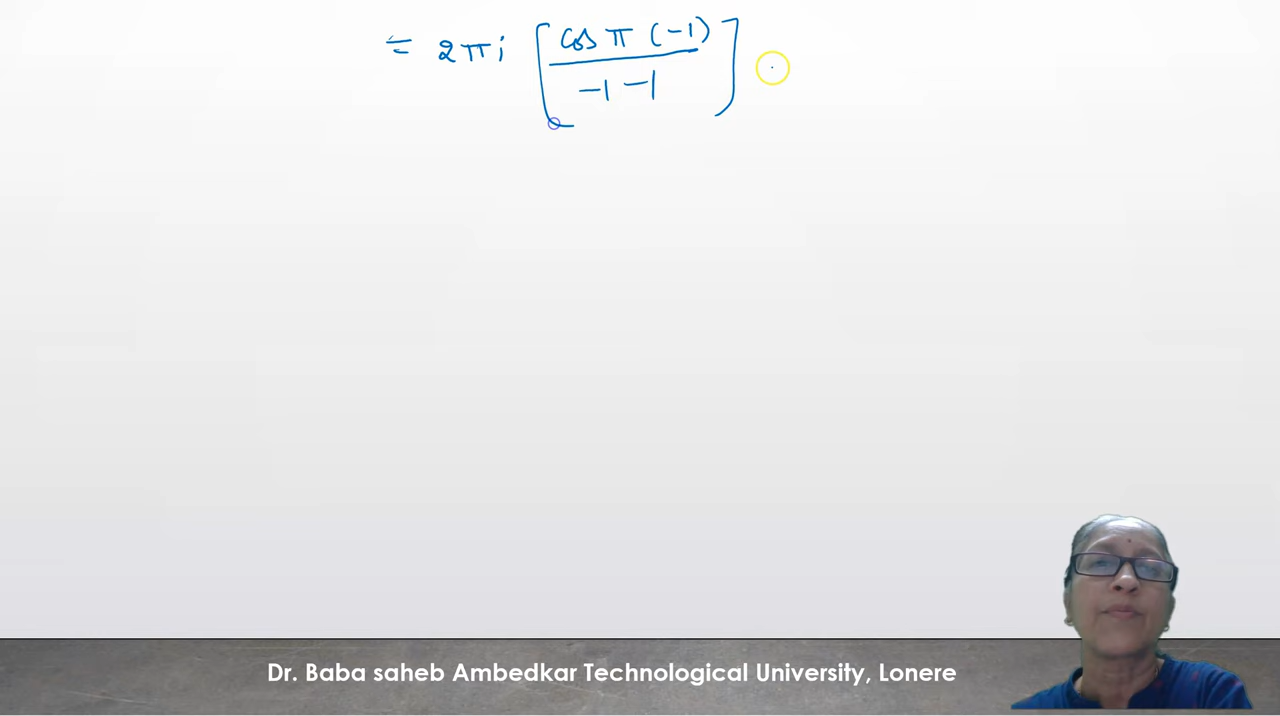 = 2πi [ cos π (-1) / -1 -1 ]
Dr. Baba saheb Ambedkar Technological University, Lonere